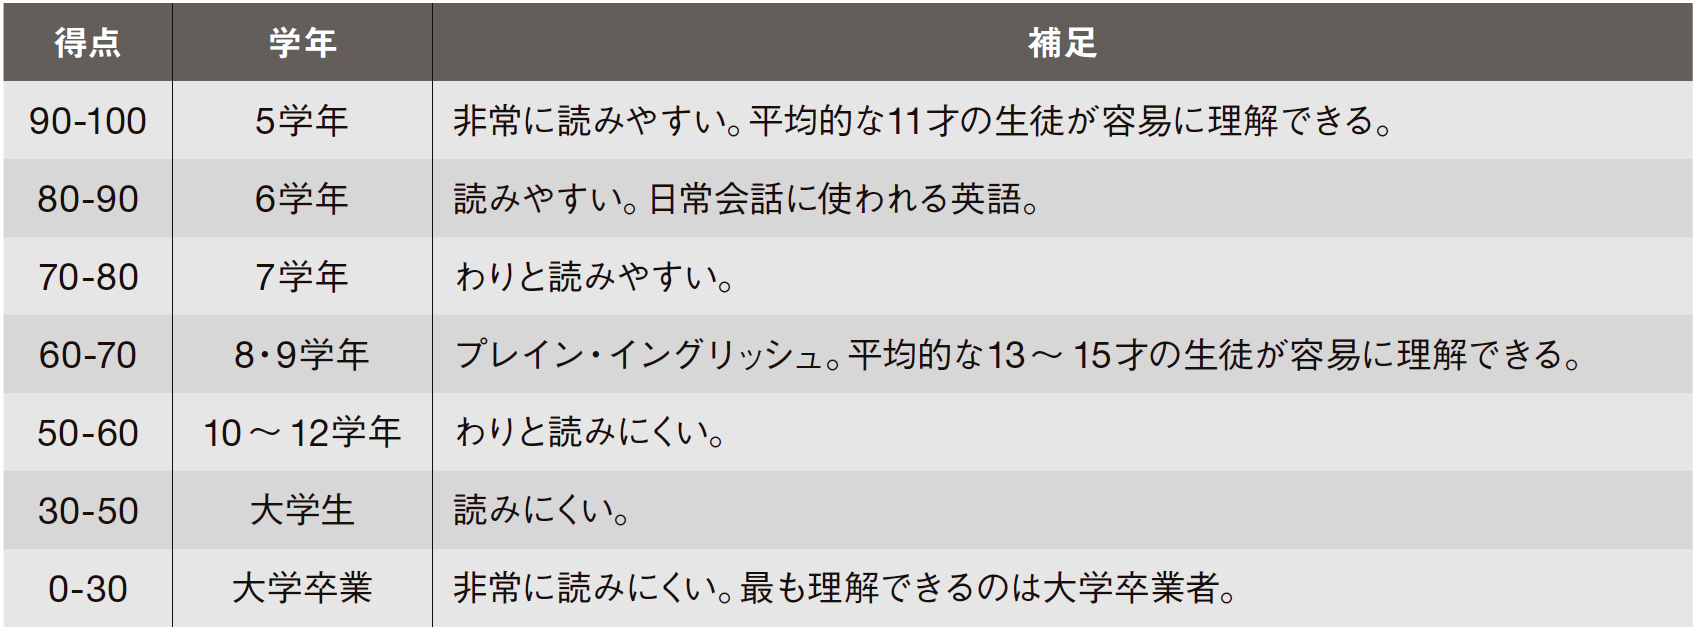 得点 学年 補足
90-100 5学年 非常に読みやすい。平均的な11才の生徒が容易に理解できる。
80-90 6学年 読みやすい。日常会話に使われる英語。
70-80 7学年 わりと読みやすい。
60-70 8・9学年 プレイン・イングリッシュ。平均的な13～15才の生徒が容易に理解できる。
50-60 10～12学年 わりと読みにくい。
30-50 大学生 読みにくい。
0-30 大学卒業 非常に読みにくい。最も理解できるのは大学卒業者。